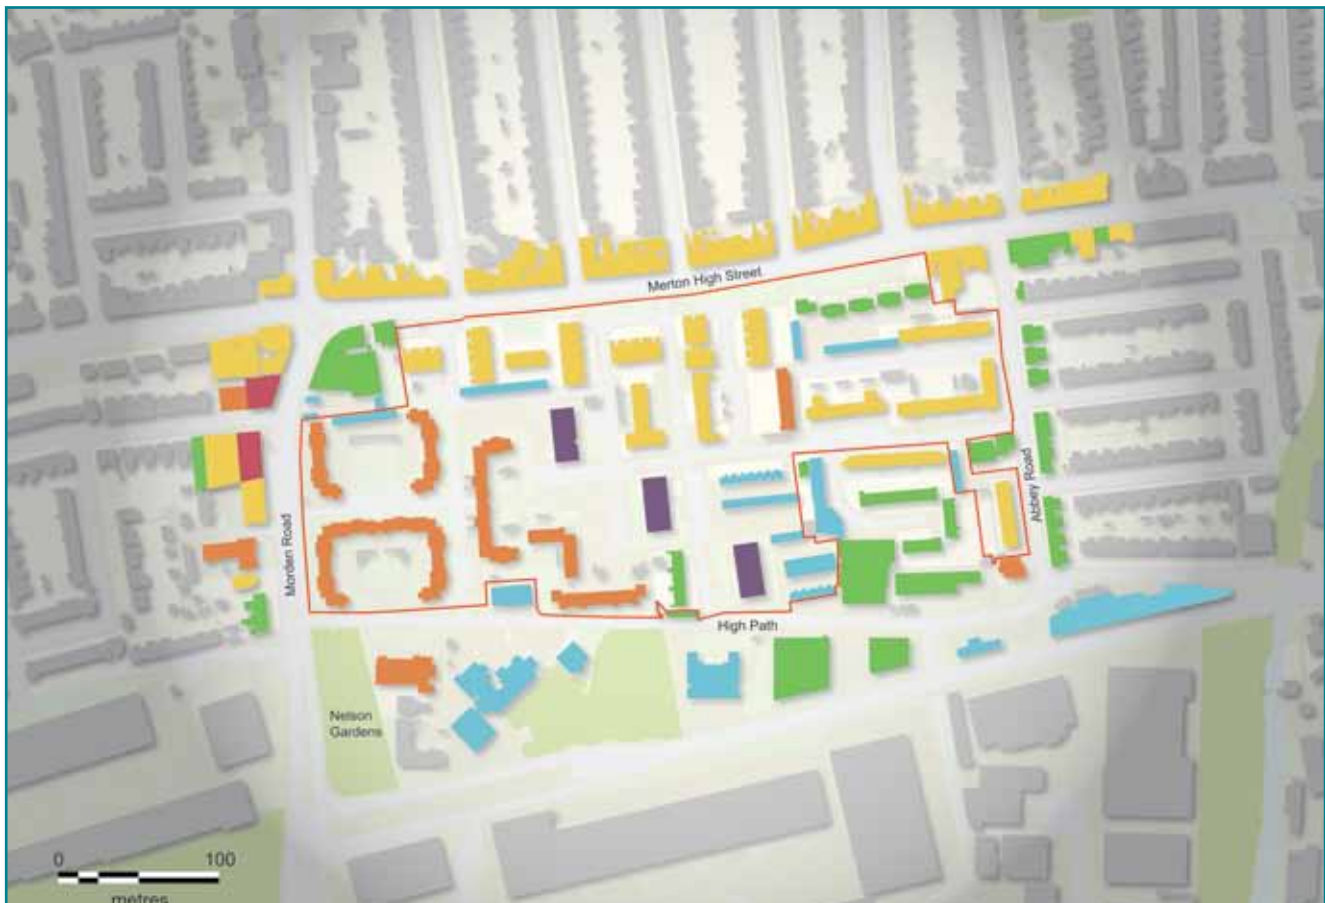 Merton High Street
Morden Road
Abbey Road
High Path
Nelson
Gardens
0 100
metres